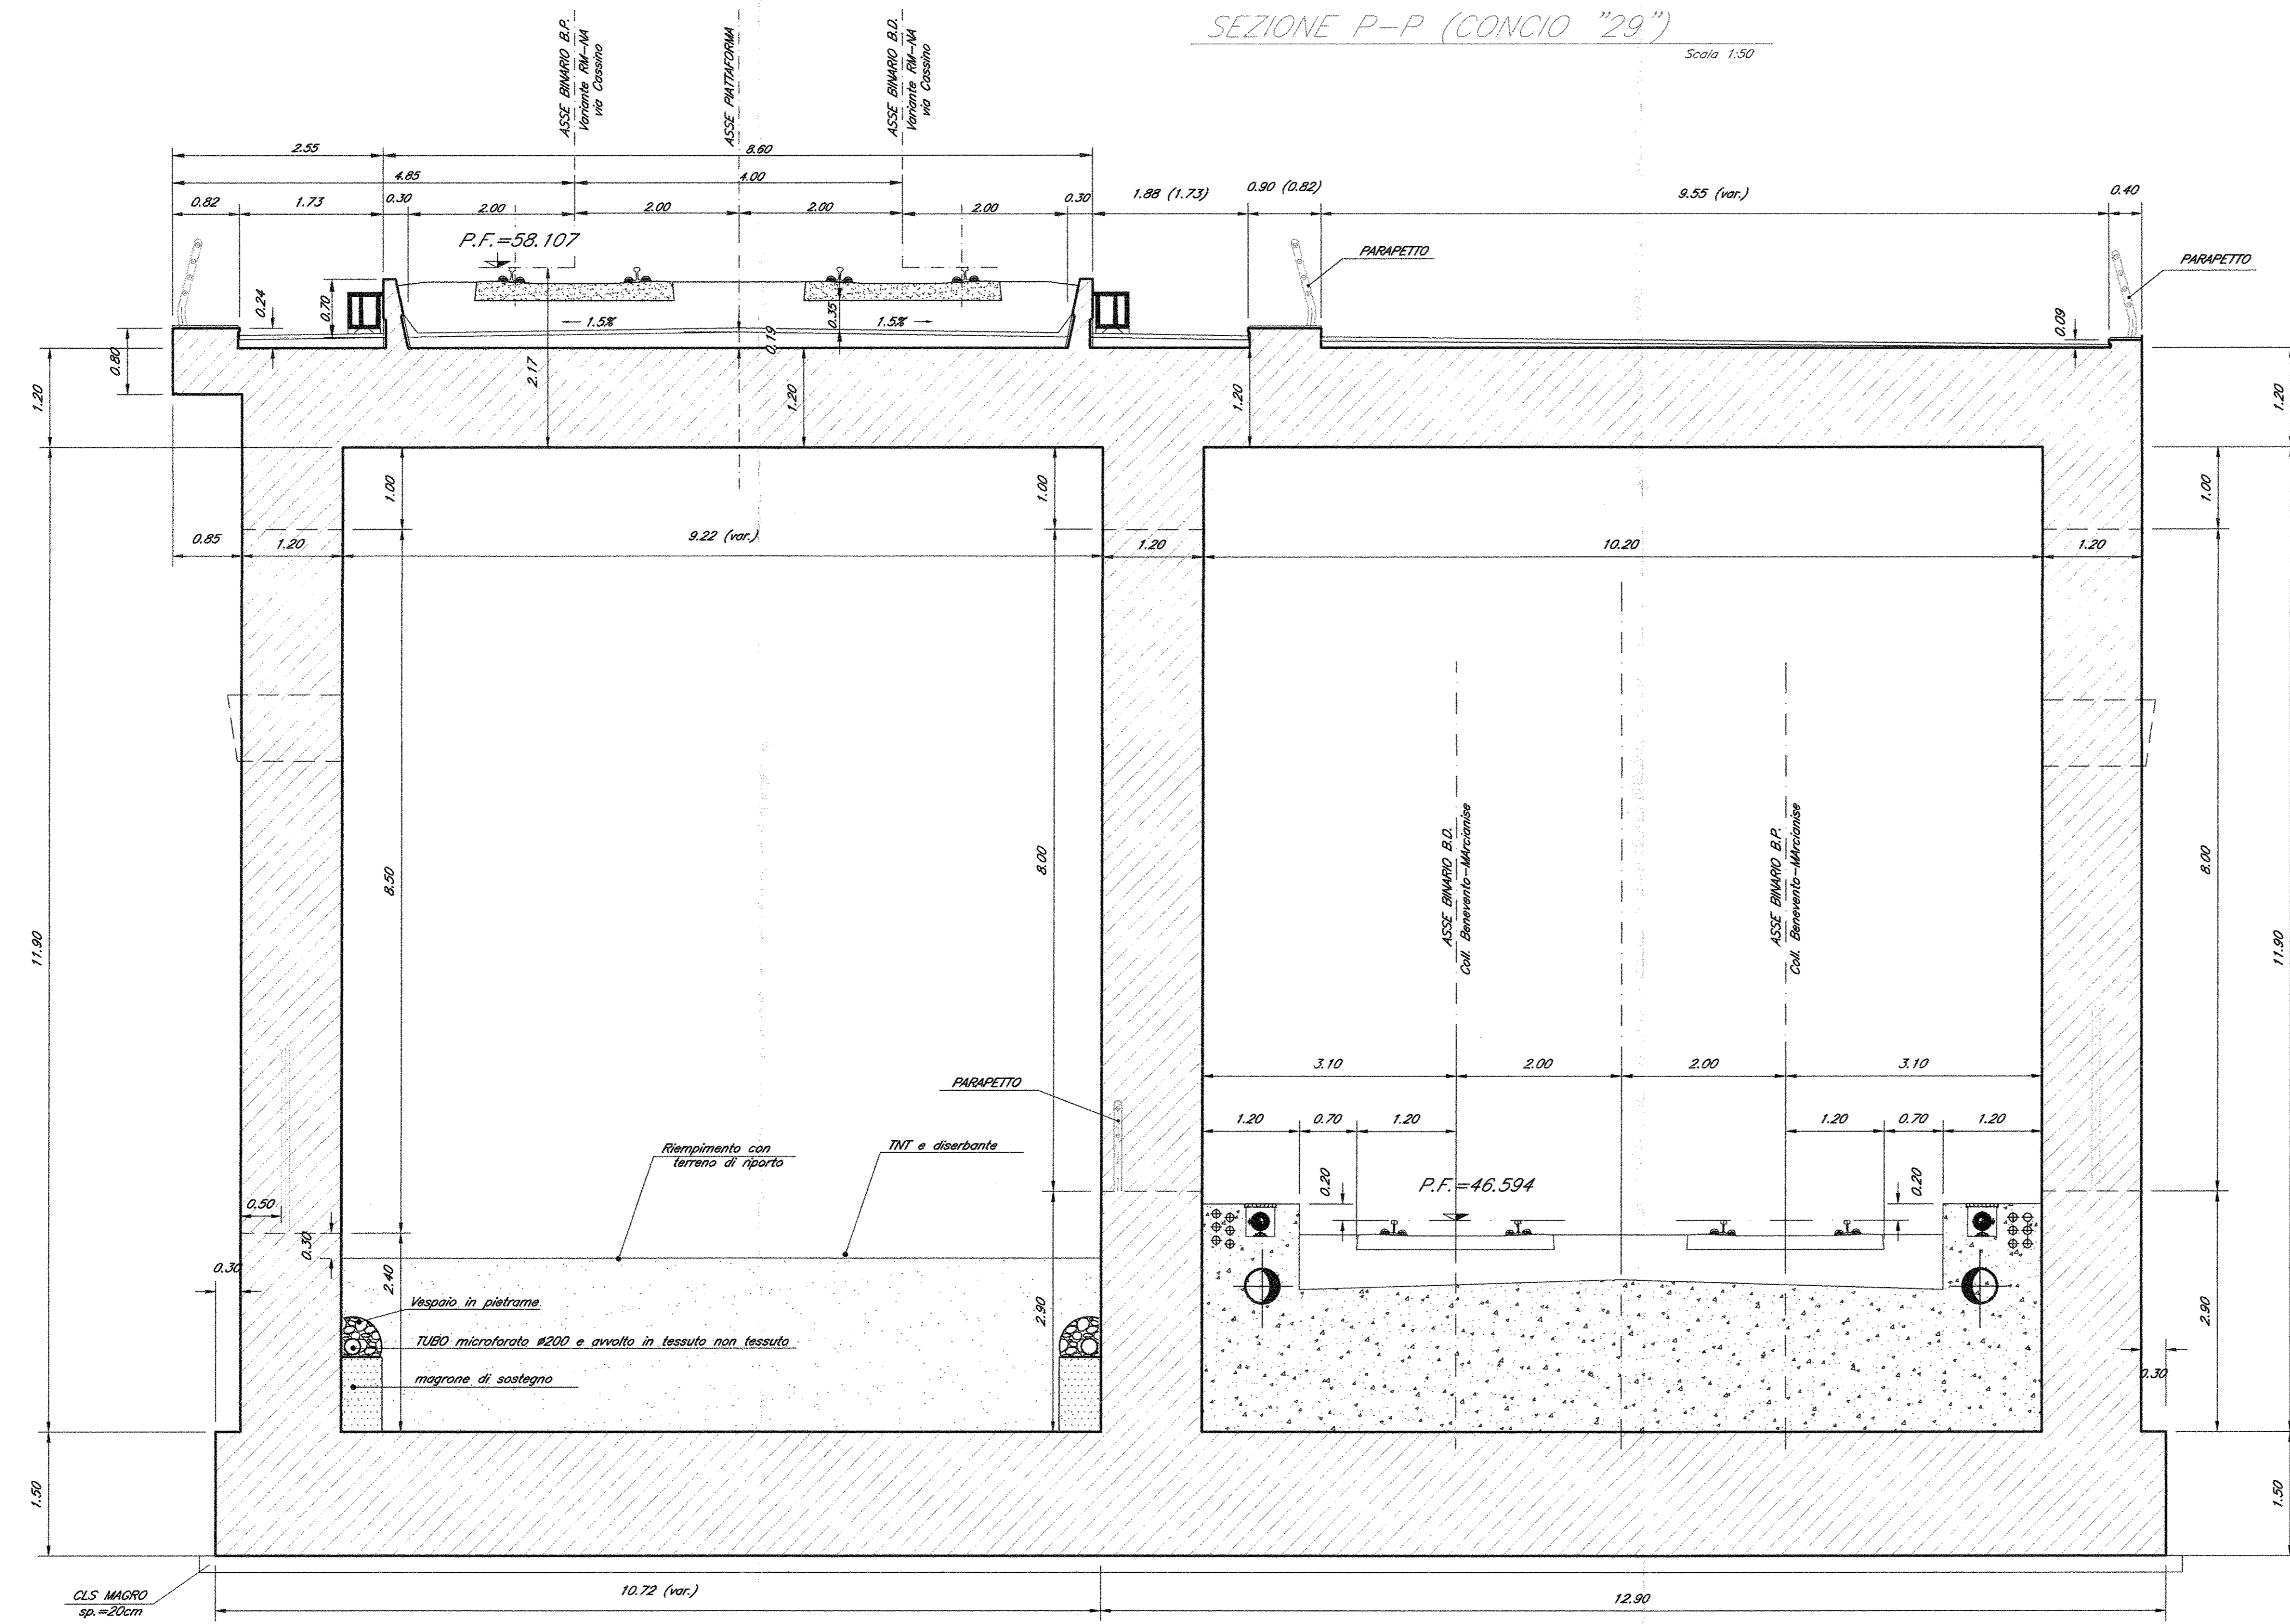 SEZIONE P-P (CONCIO "29")
Scala 1:50
ASSE BINARIO B.P.
Variante RM-NA
via Cassino
ASSE PIATTAFORMA
ASSE BINARIO B.D.
Variante RM-NA
via Cassino
2.55
8.60
4.85
4.00
0.82
1.73
0.30
2.00
2.00
2.00
2.00
0.30
1.88 (1.73)
0.90 (0.82)
9.55 (var.)
0.40
P.F.=58.107
PARAPETTO
PARAPETTO
0.24
0.70
1.5%
0.35
1.5%
0.19
0.09
0.80
1.20
2.17
1.20
1.20
1.20
1.00
1.00
1.00
0.85
1.20
9.22 (var.)
1.20
10.20
1.20
8.50
8.00
8.00
11.90
11.90
ASSE BINARIO B.D.
Coll. Benevento-MArcianise
ASSE BINARIO B.P.
Coll. Benevento-MArcianise
3.10
2.00
2.00
3.10
PARAPETTO
1.20
0.70
1.20
1.20
0.70
1.20
Riempimento con
terreno di riporto
TNT e diserbante
0.20
P.F.=46.594
0.20
0.50
0.30
0.30
2.40
2.90
2.90
Vespaio in pietrame
TUBO microforato ø200 e avvolto in tessuto non tessuto
magrone di sostegno
0.30
1.50
1.50
CLS MAGRO
sp.=20cm
10.72 (var.)
12.90